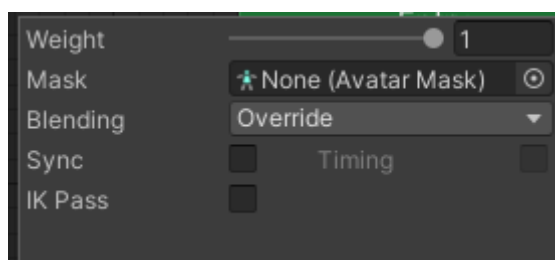 Weight 1
Mask None (Avatar Mask)
Blending Override
Sync Timing
IK Pass